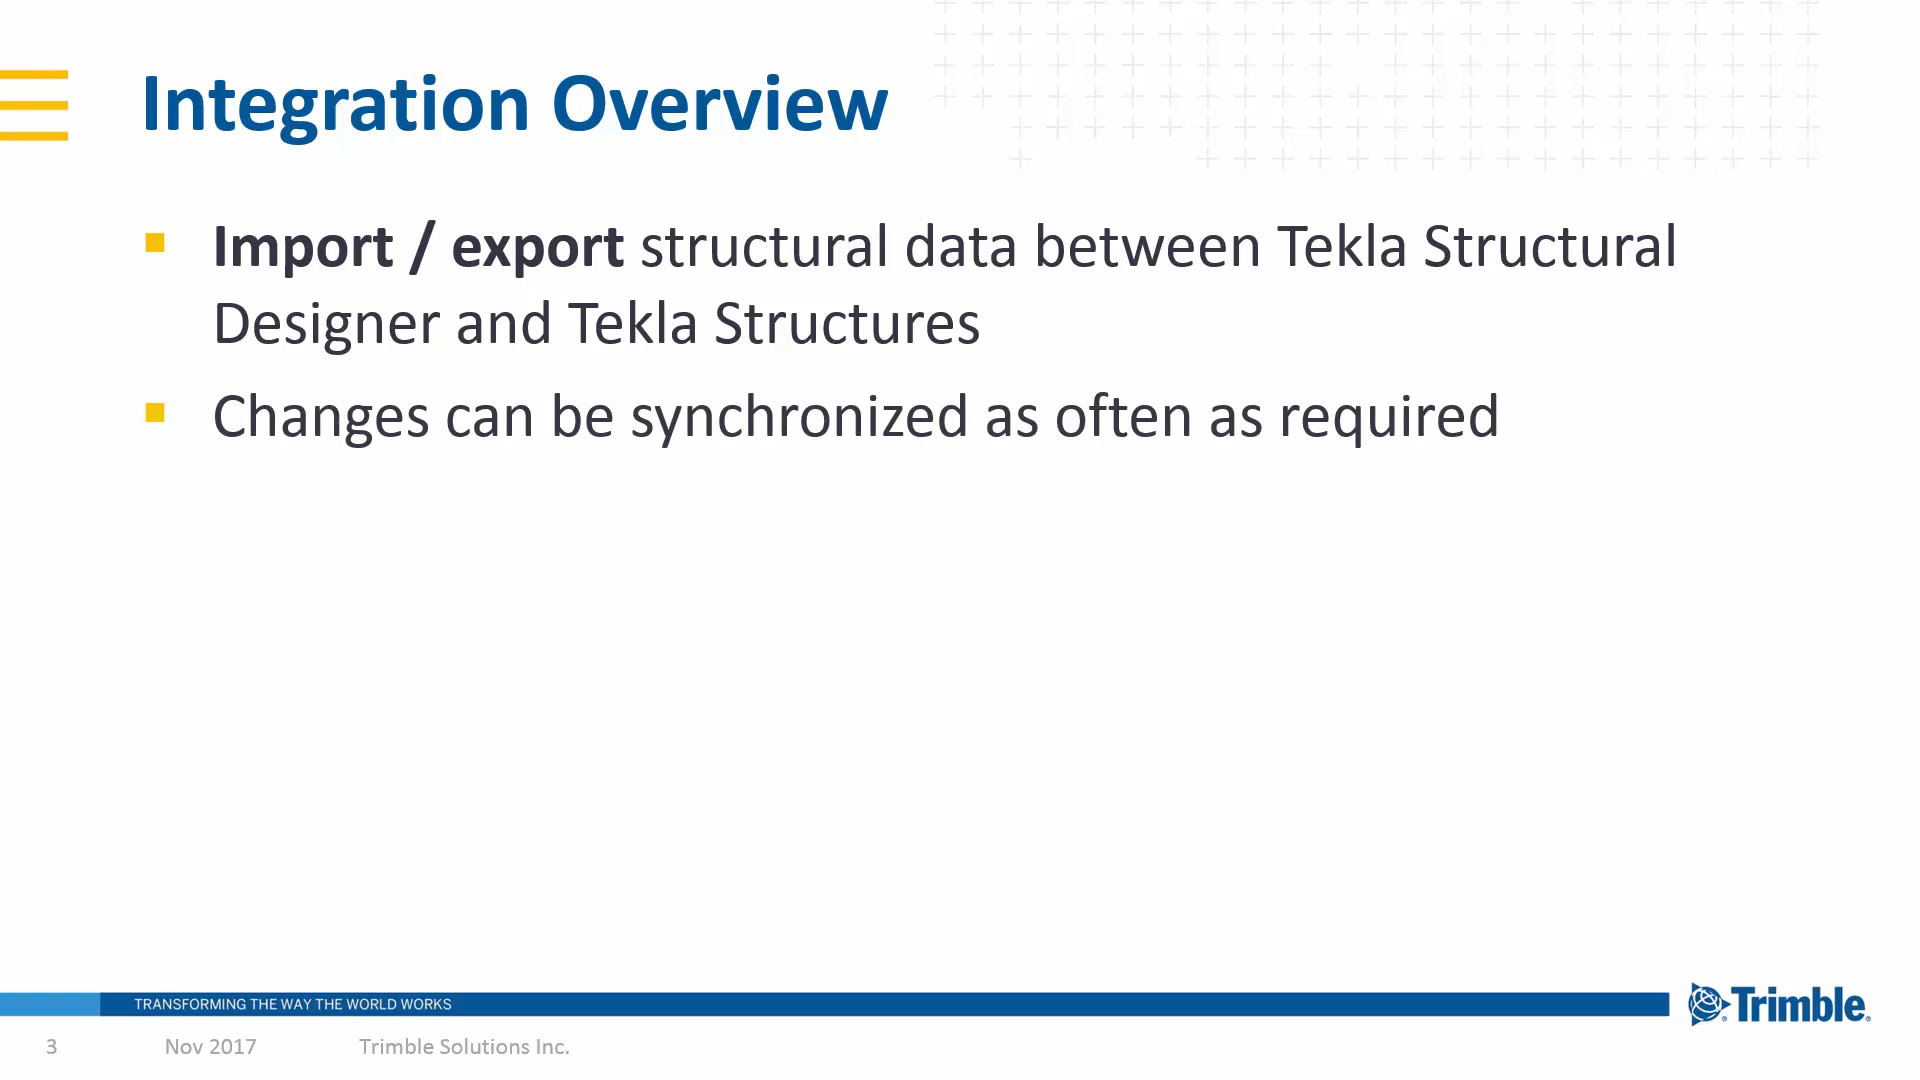 Integration Overview
Import / export structural data between Tekla Structural
Designer and Tekla Structures
Changes can be synchronized as often as required
TRANSFORMING THE WAY THE WORLD WORKS
Trimble
3 Nov 2017 Trimble Solutions Inc.